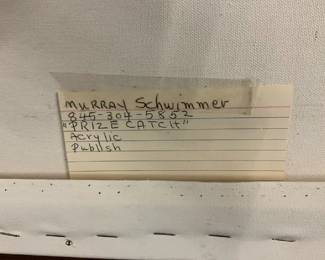 MURRAY Schwimmer
845-304-5852
"PRIZE CATCH"
Acrylic
Publish